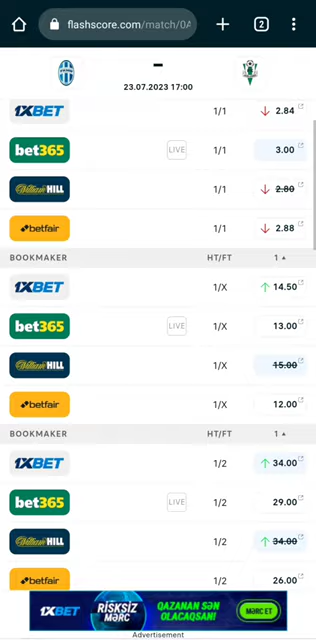 flashscore.com/match/0A
2
23.07.2023 17:00
1XBET 1/1 2.84
bet365 LIVE 1/1 3.00
William HILL 1/1 2.80
betfair 1/1 2.88
BOOKMAKER HT/FT 1
1XBET 1/X 14.50
bet365 LIVE 1/X 13.00
William HILL 1/X 15.00
betfair 1/X 12.00
BOOKMAKER HT/FT 1
1XBET 1/2 34.00
bet365 LIVE 1/2 29.00
William HILL 1/2 34.00
betfair 1/2 26.00
1XBET RİSKSİZ MƏRC QAZANAN SƏN OLACAQSAN! MƏRC ET
Advertisement